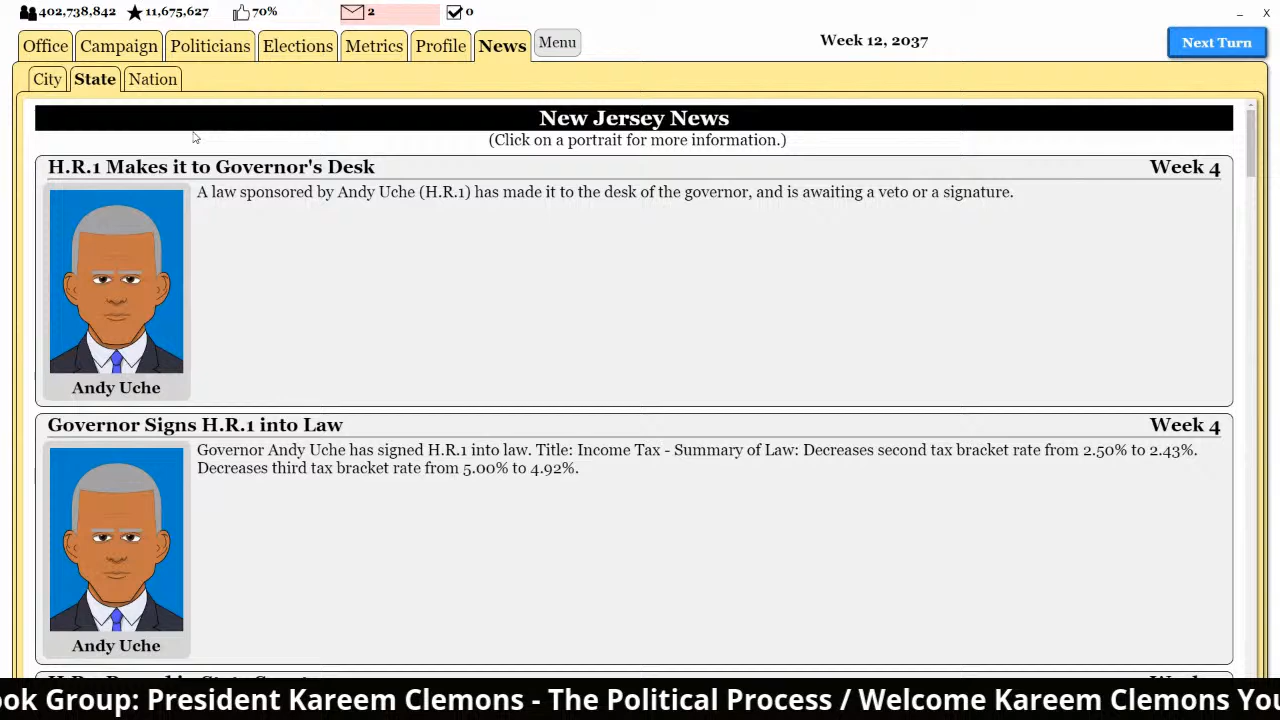 402,738,842 11,675,627 70% 2 0 _ X
Office Campaign Politicians Elections Metrics Profile News Menu Week 12, 2037 Next Turn
City State Nation
New Jersey News
(Click on a portrait for more information.)
H.R.1 Makes it to Governor's Desk Week 4
A law sponsored by Andy Uche (H.R.1) has made it to the desk of the governor, and is awaiting a veto or a signature.
Andy Uche
Governor Signs H.R.1 into Law Week 4
Governor Andy Uche has signed H.R.1 into law. Title: Income Tax - Summary of Law: Decreases second tax bracket rate from 2.50% to 2.43%.
Decreases third tax bracket rate from 5.00% to 4.92%.
Andy Uche
ook Group: President Kareem Clemons - The Political Process / Welcome Kareem Clemons You